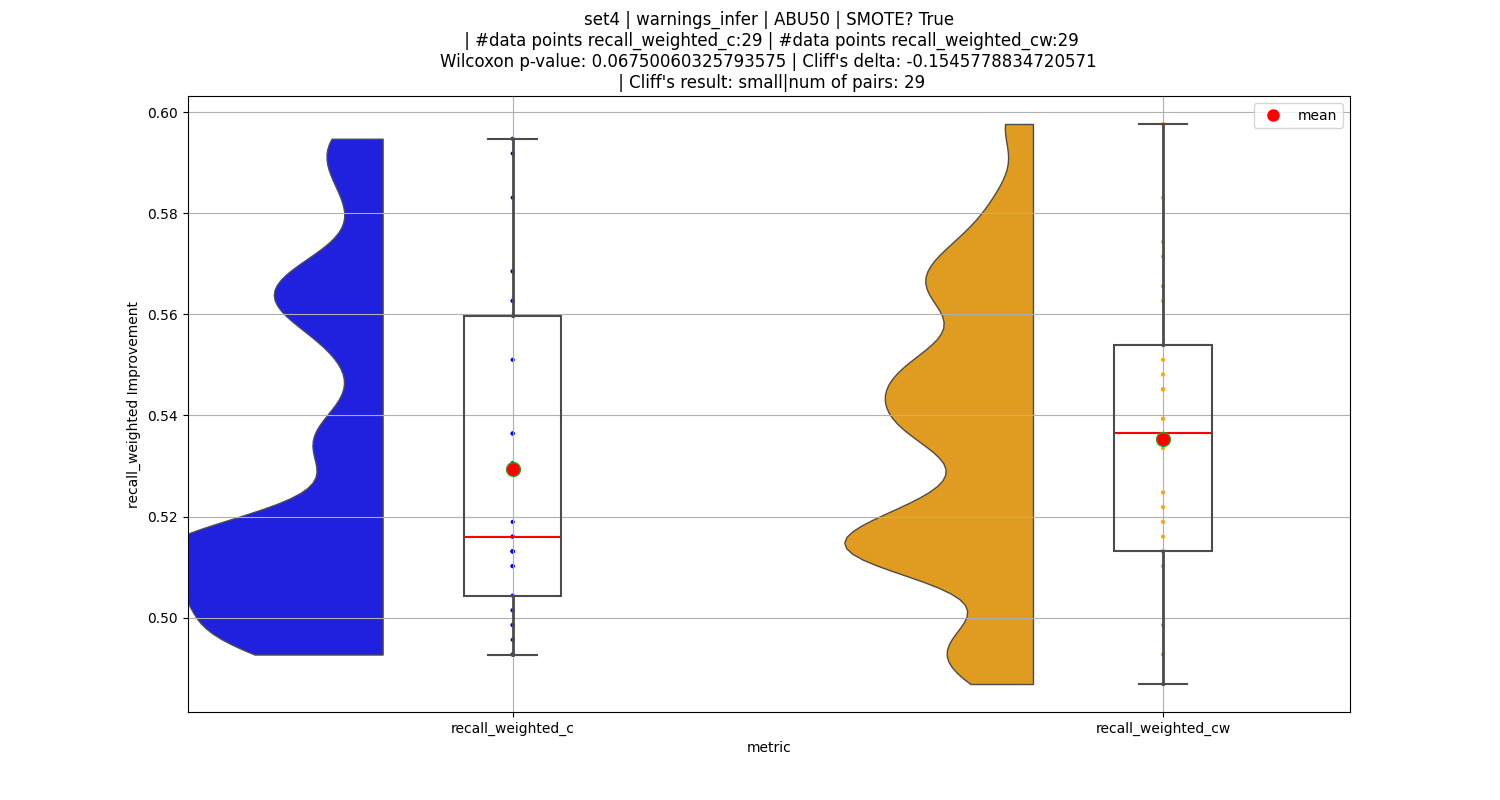 set4 | warnings_infer | ABU50 | SMOTE? True
| #data points recall_weighted_c:29 | #data points recall_weighted_cw:29
Wilcoxon p-value: 0.06750060325793575 | Cliff's delta: -0.1545778834720571
| Cliff's result: small|num of pairs: 29
mean
0.60
0.58
0.56
0.54
0.52
0.50
recall_weighted Improvement
recall_weighted_c
recall_weighted_cw
metric